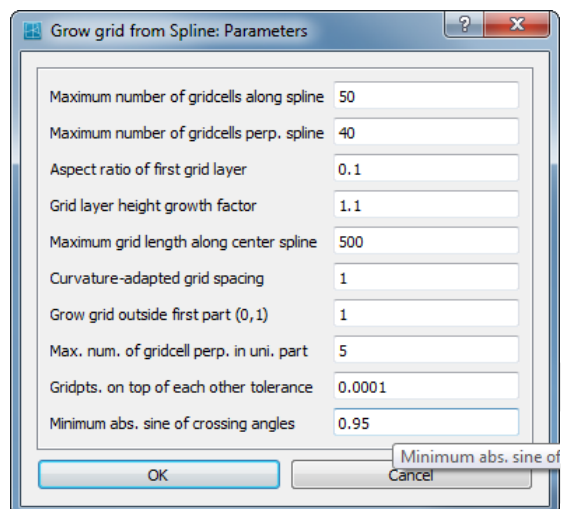 Grow grid from Spline: Parameters
?
X
Maximum number of gridcells along spline 50
Maximum number of gridcells perp. spline 40
Aspect ratio of first grid layer 0.1
Grid layer height growth factor 1.1
Maximum grid length along center spline 500
Curvature-adapted grid spacing 1
Grow grid outside first part (0,1) 1
Max. num. of gridcell perp. in uni. part 5
Gridpts. on top of each other tolerance 0.0001
Minimum abs. sine of crossing angles 0.95
Minimum abs. sine of
OK Cancel